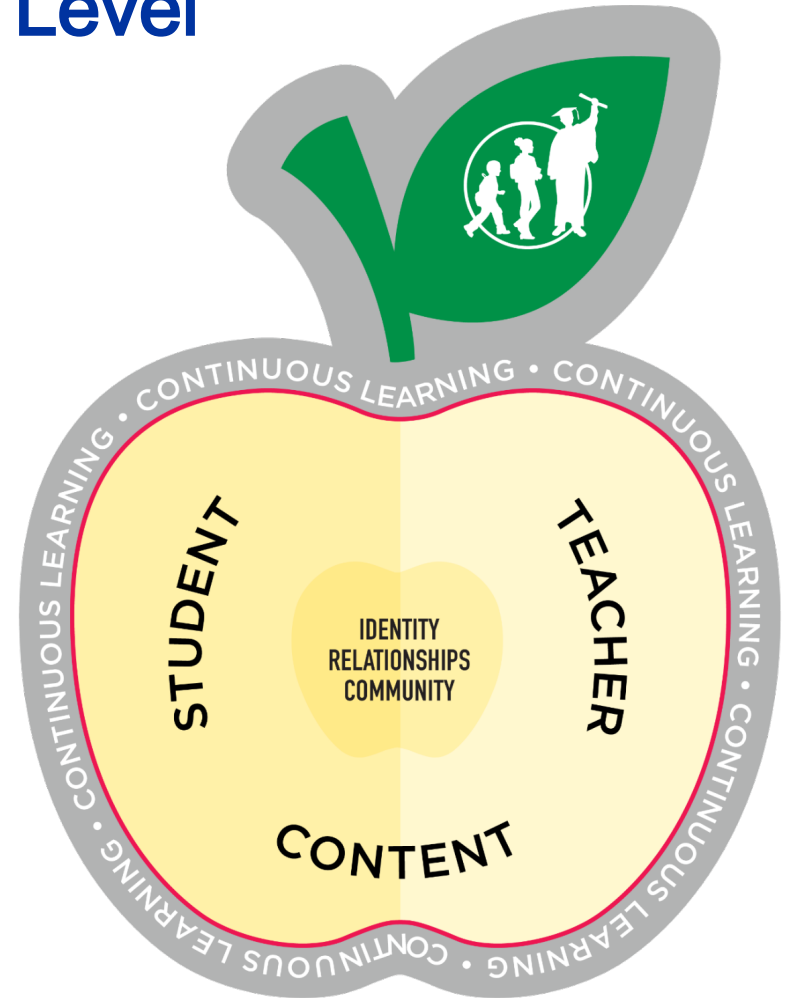 Level
CONTINUOUS LEARNING • CONTINUOUS LEARNING • CONTINUOUS LEARNING • CONTINUOUS LEARNING • CONTINUOUS LEARNING •
STUDENT
TEACHER
IDENTITY
RELATIONSHIPS
COMMUNITY
CONTENT